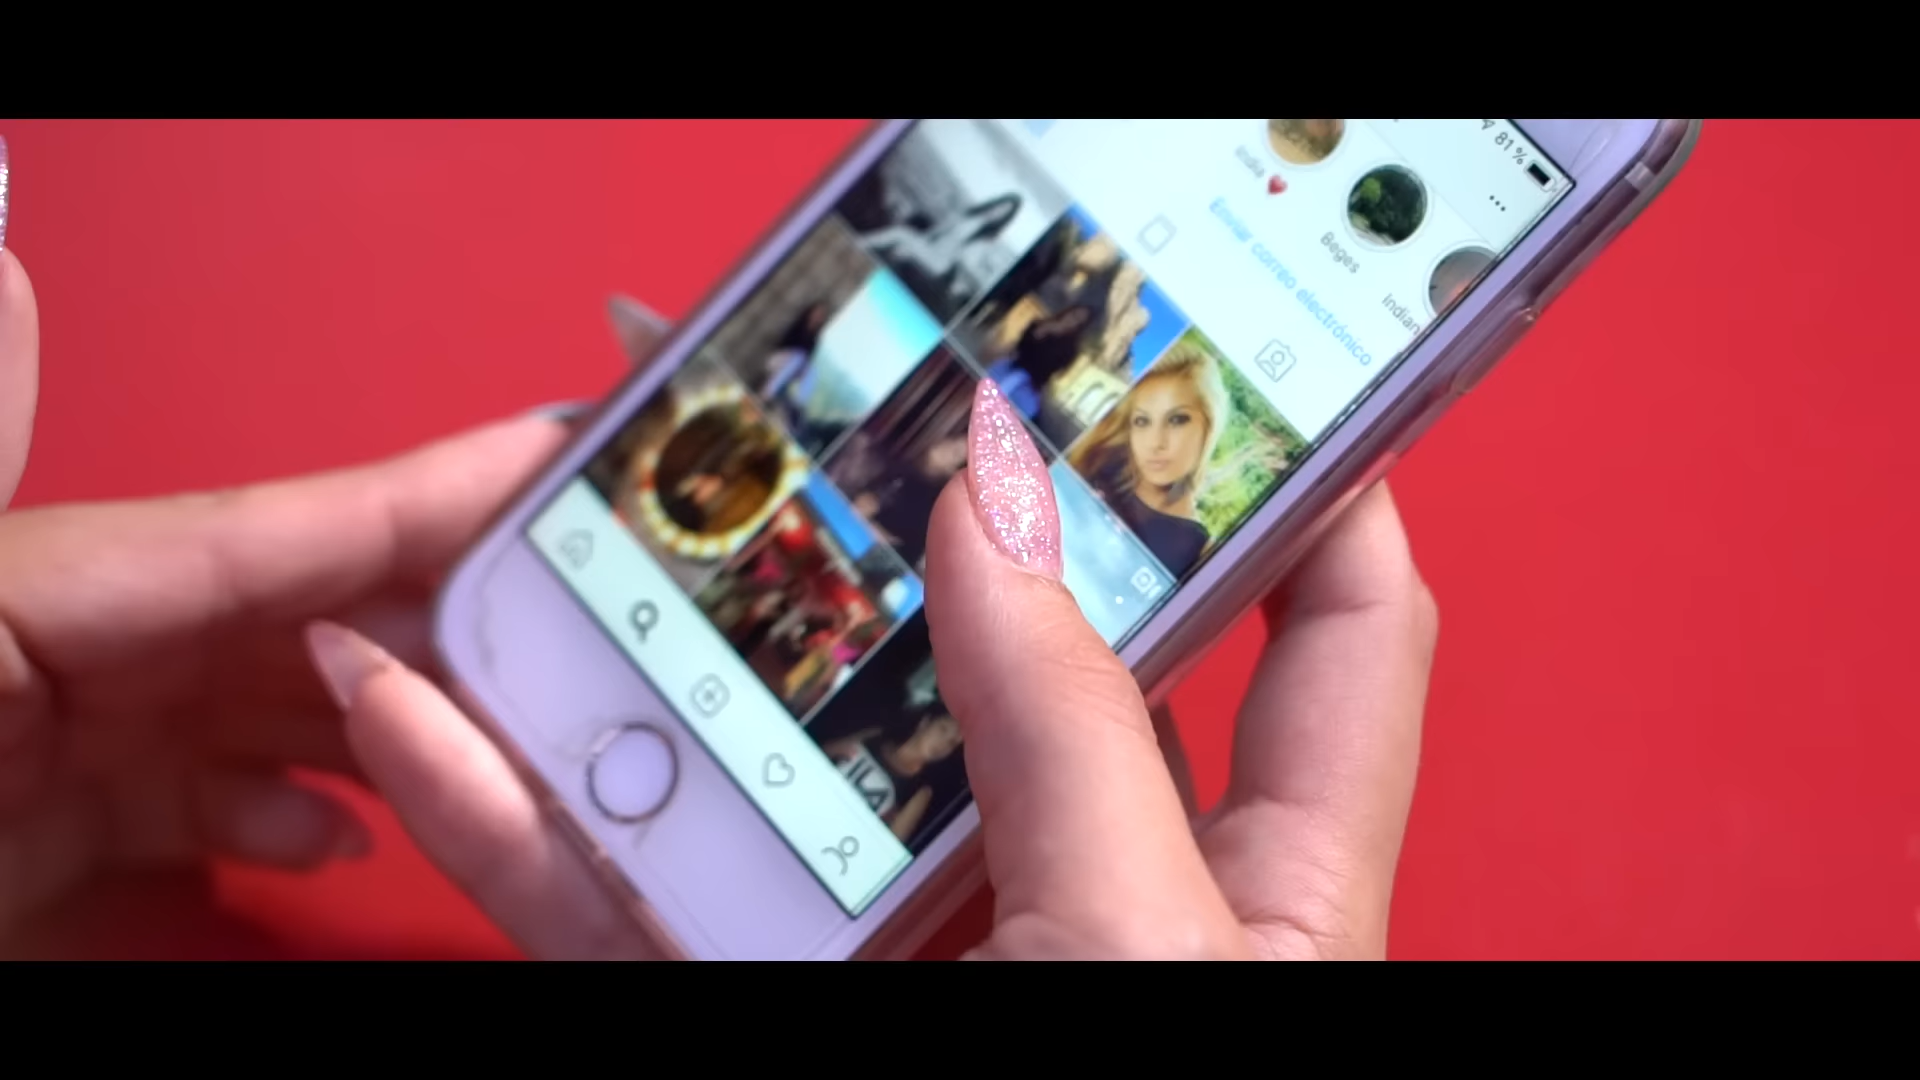 81%
India ❤️
Beges
Indian
Enviar correo electrónico